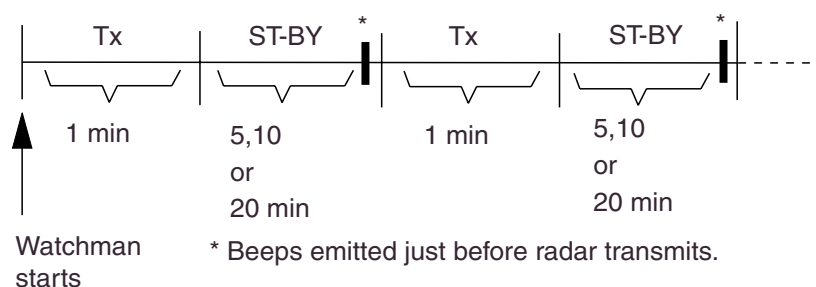 *
*
Tx
ST-BY
Tx
ST-BY
1 min
5,10
or
20 min
1 min
5,10
or
20 min
Watchman
starts
* Beeps emitted just before radar transmits.